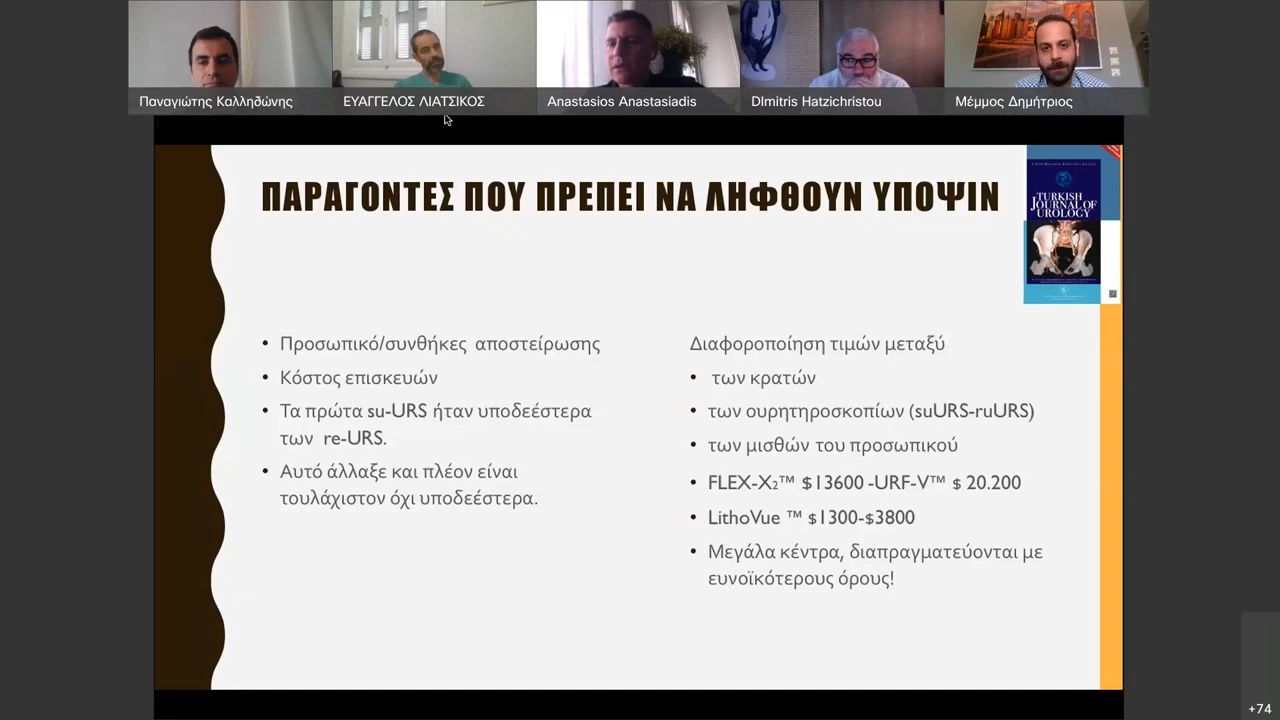 Παναγιώτης Καλληδώνης
ΕΥΑΓΓΕΛΟΣ ΛΙΑΤΣΙΚΟΣ
Anastasios Anastasiadis
DImitris Hatzichristou
Μέμμος Δημήτριος
ΠΑΡΑΓΟΝΤΕΣ ΠΟΥ ΠΡΕΠΕΙ ΝΑ ΛΗΦΘΟΥΝ ΥΠΟΨΙΝ
TURKISH
JOURNAL OF
UROLOGY
• Προσωπικό/συνθήκες αποστείρωσης
• Κόστος επισκευών
• Τα πρώτα su-URS ήταν υποδεέστερα
των re-URS.
• Αυτό άλλαξε και πλέον είναι
τουλάχιστον όχι υποδεέστερα.
Διαφοροποίηση τιμών μεταξύ
• των κρατών
• των ουρητηροσκοπίων (suURS-ruURS)
• των μισθών του προσωπικού
• FLEX-X₂™ $13600 -URF-V™ $ 20.200
• LithoVue ™ $1300-$3800
• Μεγάλα κέντρα, διαπραγματεύονται με
ευνοϊκότερους όρους!
+74